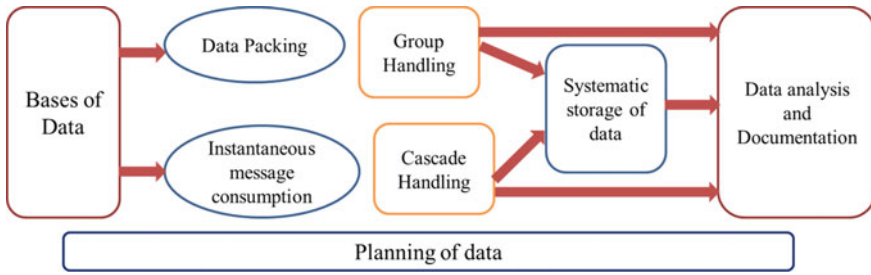 Bases of
Data
Data Packing
Instantaneous
message
consumption
Group
Handling
Cascade
Handling
Systematic
storage of
data
Data analysis
and
Documentation
Planning of data